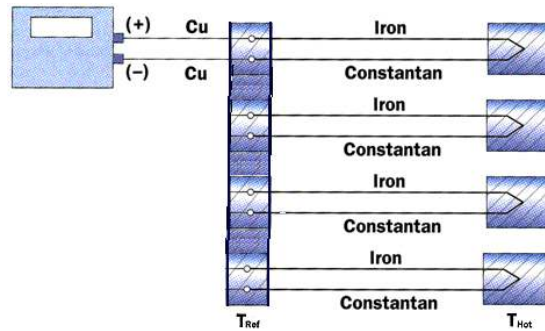 (+) Cu Iron
(–) Cu Constantan
Iron
Constantan
Iron
Constantan
Iron
Constantan
TRef THot